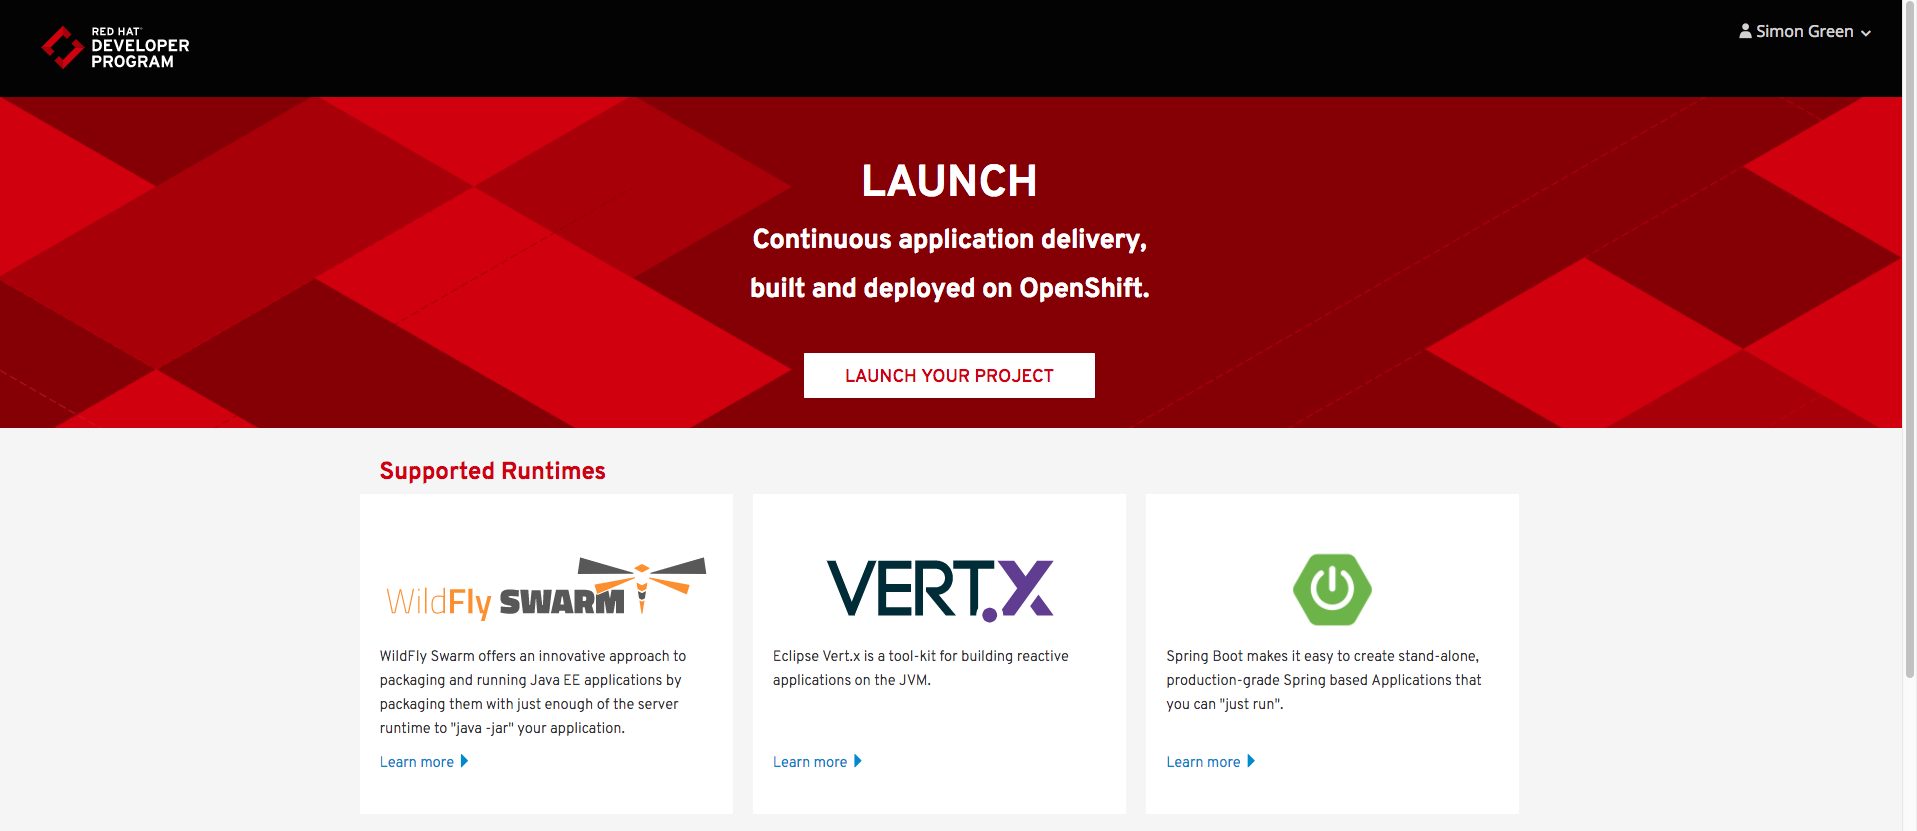 RED HAT
DEVELOPER
PROGRAM
Simon Green
LAUNCH
Continuous application delivery,
built and deployed on OpenShift.
LAUNCH YOUR PROJECT
Supported Runtimes
WildFly SWARM
WildFly Swarm offers an innovative approach to
packaging and running Java EE applications by
packaging them with just enough of the server
runtime to "java -jar" your application.
Learn more
VERT.X
Eclipse Vert.x is a tool-kit for building reactive
applications on the JVM.
Learn more
Spring Boot makes it easy to create stand-alone,
production-grade Spring based Applications that
you can "just run".
Learn more